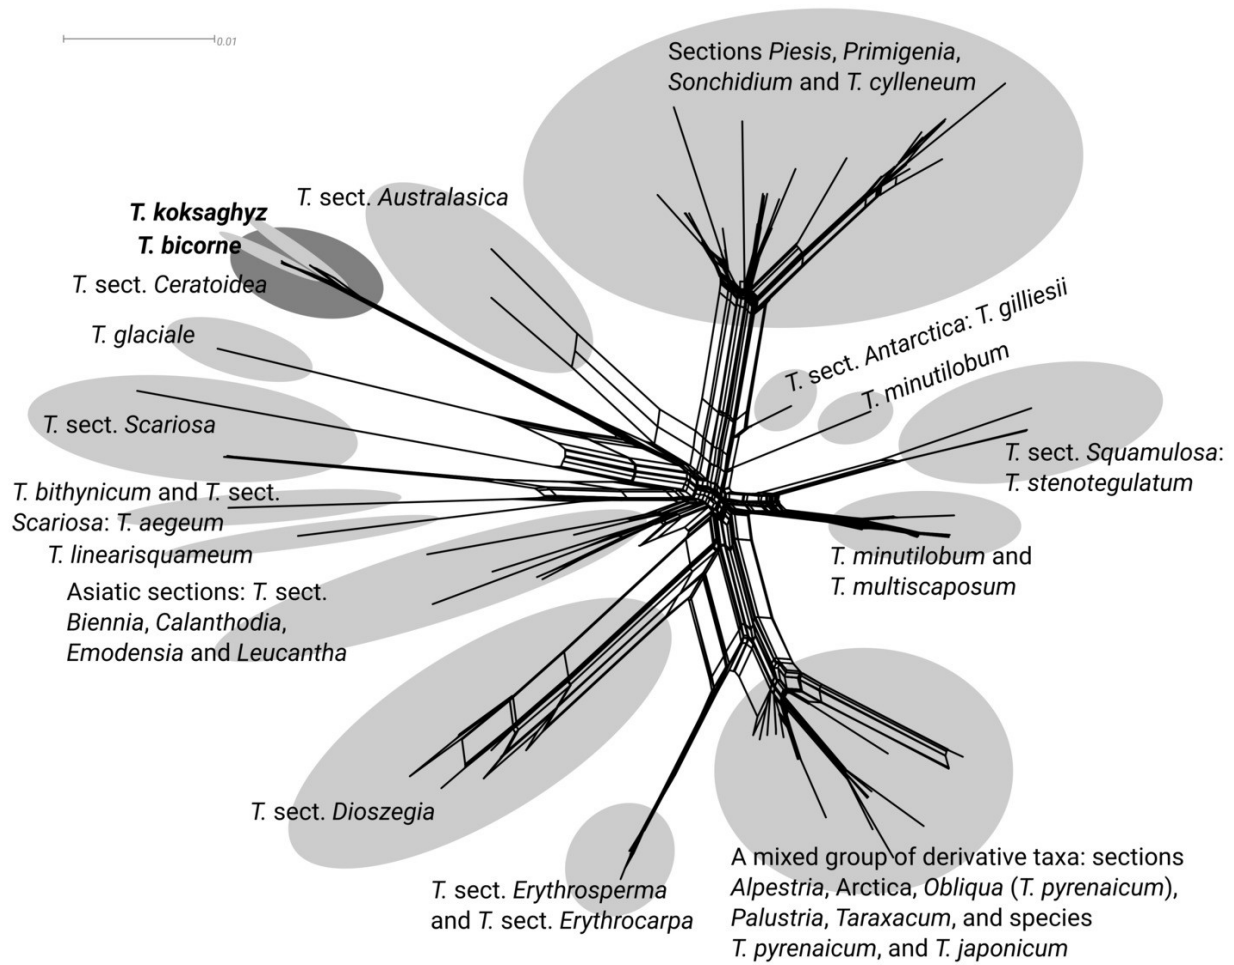 0.01
Sections Piesis, Primigenia,
Sonchidium and T. cylleneum
T. sect. Australasica
T. koksaghyz
T. bicorne
T. sect. Ceratoidea
T. glaciale
T. sect. Antarctica: T. gilliesii
T. minutilobum
T. sect. Scariosa
T. sect. Squamulosa:
T. stenotegulatum
T. bithynicum and T. sect.
Scariosa: T. aegeum
T. linearisquameum
T. minutilobum and
T. multiscaposum
Asiatic sections: T. sect.
Biennia, Calanthodia,
Emodensia and Leucantha
T. sect. Dioszegia
T. sect. Erythrosperma
and T. sect. Erythrocarpa
A mixed group of derivative taxa: sections
Alpestria, Arctica, Obliqua (T. pyrenaicum),
Palustria, Taraxacum, and species
T. pyrenaicum, and T. japonicum